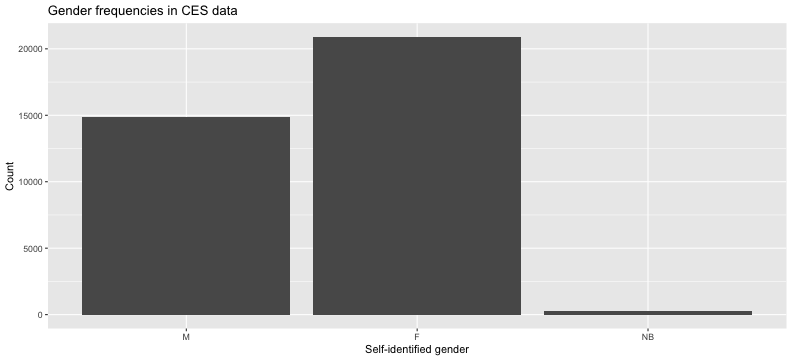 Gender frequencies in CES data
20000
15000
10000
5000
0
Count
M F NB
Self-identified gender